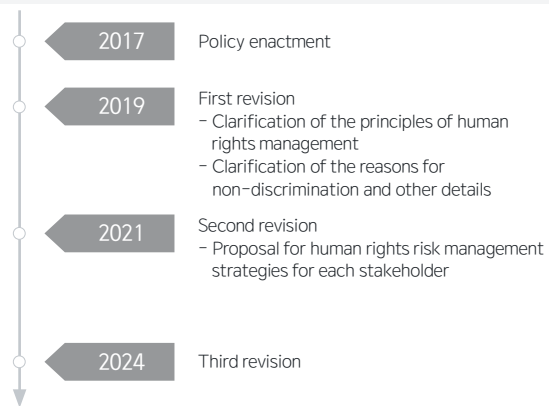 2017
Policy enactment
2019
First revision
- Clarification of the principles of human
rights management
- Clarification of the reasons for
non-discrimination and other details
2021
Second revision
- Proposal for human rights risk management
strategies for each stakeholder
2024
Third revision